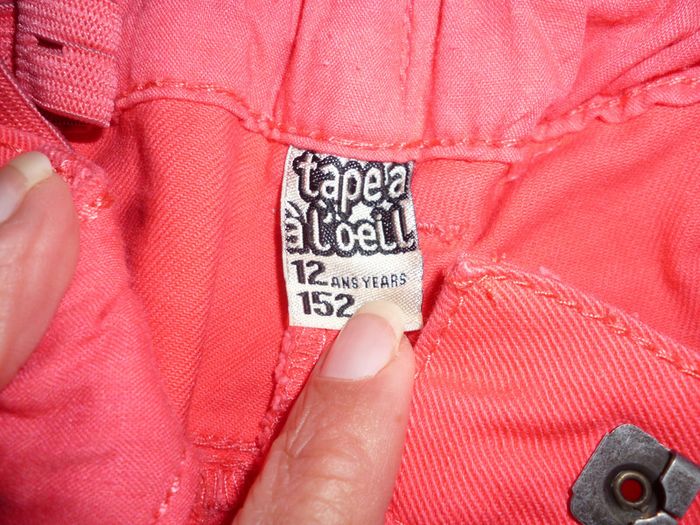 tape à
à l'oeil
12 ANS YEARS
152